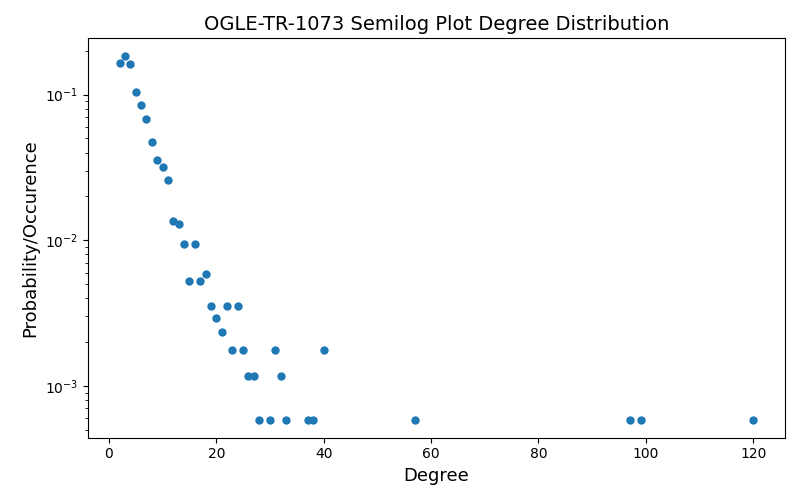 OGLE-TR-1073 Semilog Plot Degree Distribution
Probability/Occurence
10⁻¹
10⁻²
10⁻³
0 20 40 60 80 100 120
Degree